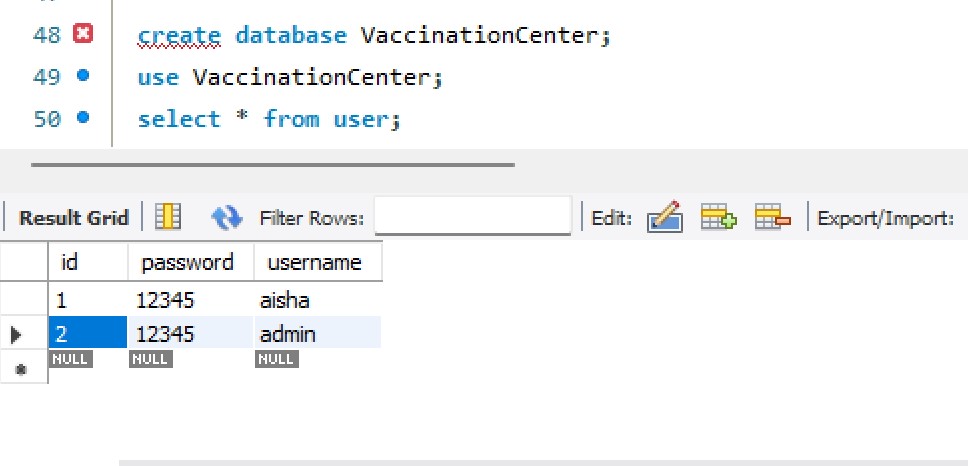 48 create database VaccinationCenter;
49 use VaccinationCenter;
50 select * from user;
Result Grid Filter Rows: Edit: Export/Import:
id password username
1 12345 aisha
2 12345 admin
NULL NULL NULL